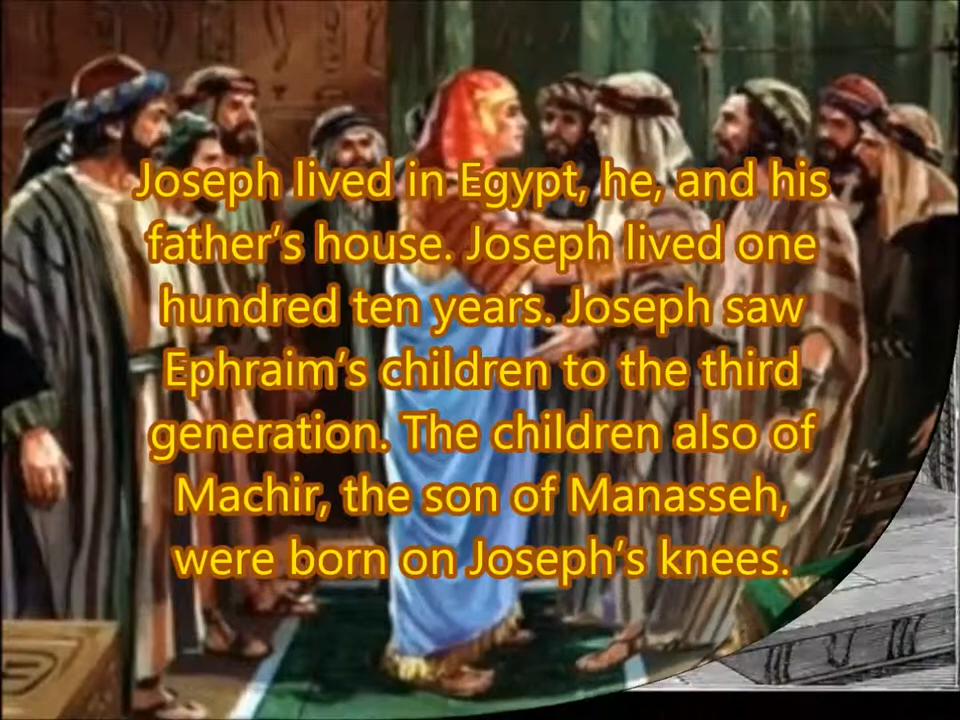 Joseph lived in Egypt, he, and his
father’s house. Joseph lived one
hundred ten years. Joseph saw
Ephraim’s children to the third
generation. The children also of
Machir, the son of Manasseh,
were born on Joseph’s knees.